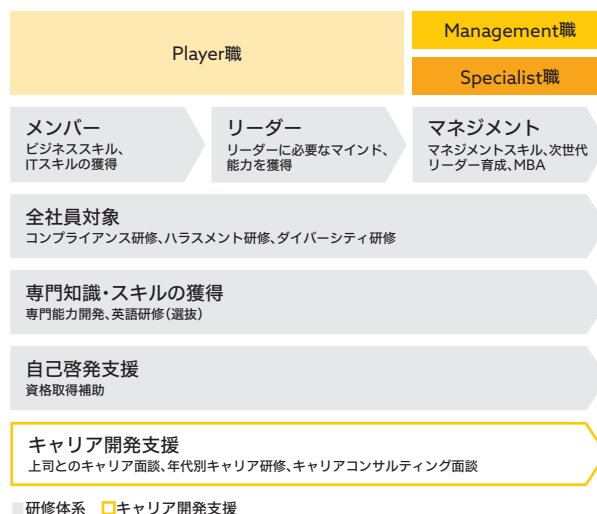 Player職
Management職
Specialist職
メンバー
ビジネススキル、
ITスキルの獲得
リーダー
リーダーに必要なマインド、
能力を獲得
マネジメント
マネジメントスキル、次世代
リーダー育成、MBA
全社員対象
コンプライアンス研修、ハラスメント研修、ダイバーシティ研修
専門知識・スキルの獲得
専門能力開発、英語研修(選抜)
自己啓発支援
資格取得補助
キャリア開発支援
上司とのキャリア面談、年代別キャリア研修、キャリアコンサルティング面談
研修体系 キャリア開発支援